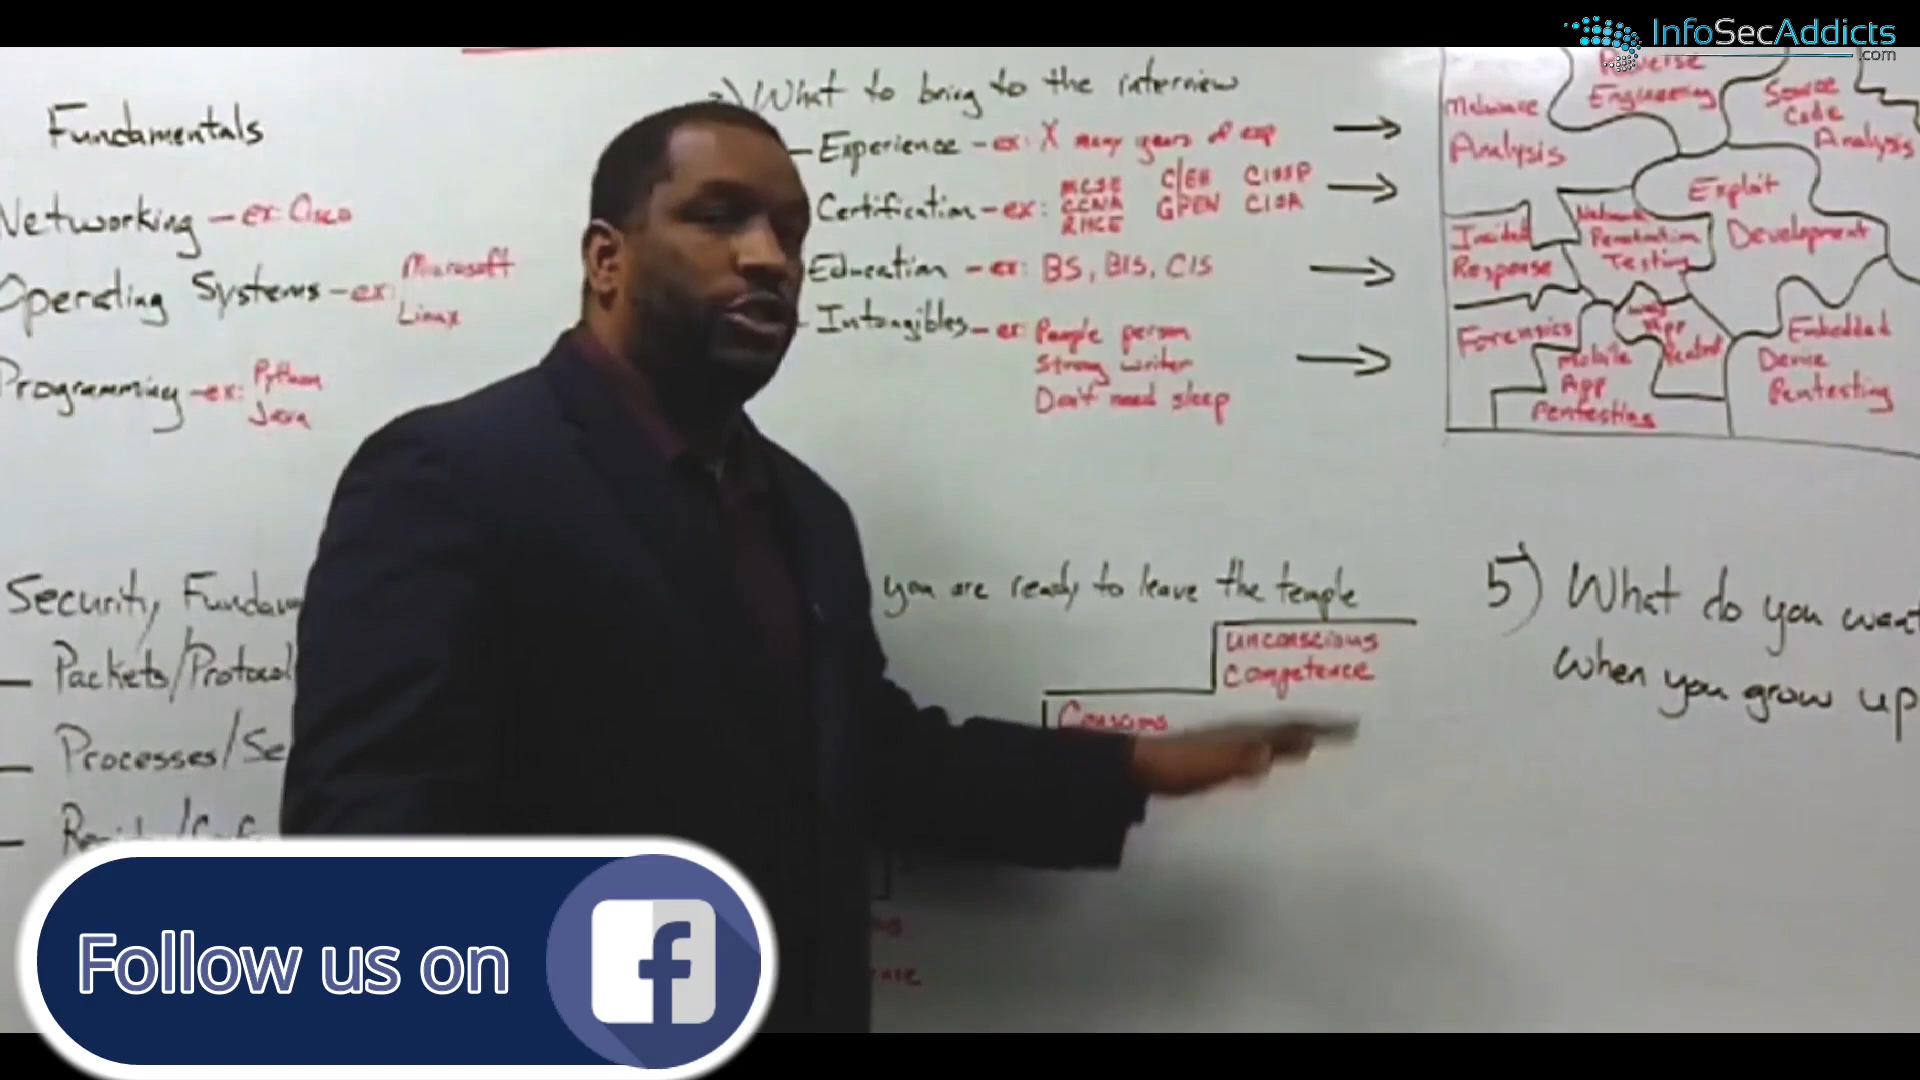 InfoSecAddicts
.com
Fundamentals
Networking - ex: Cisco
Operating Systems - ex: Microsoft
Linux
Programming - ex: Python
Java
What to bring to the interview
- Experience - ex: X many years of exp
- Certification - ex: MCSE C|EH CISSP
CCNA GPEN CISA
RHCE
Education - ex: BS, BIS, CIS
- Intangibles - ex: People person
Strong writer
Don't need sleep
Reverse
Engineering
Malware
Analysis
Source
Code
Analysis
Exploit
Development
Incident
Response
Network
Penetration
Testing
Forensics
App
Mobile
App
Pentesting
Embedded
Device
Pentesting
Security
- Packets/Protocol
- Processes/
you are ready to leave the temple
unconscious
Competence
Conscious
5) What do you want
when you grow up
Follow us on